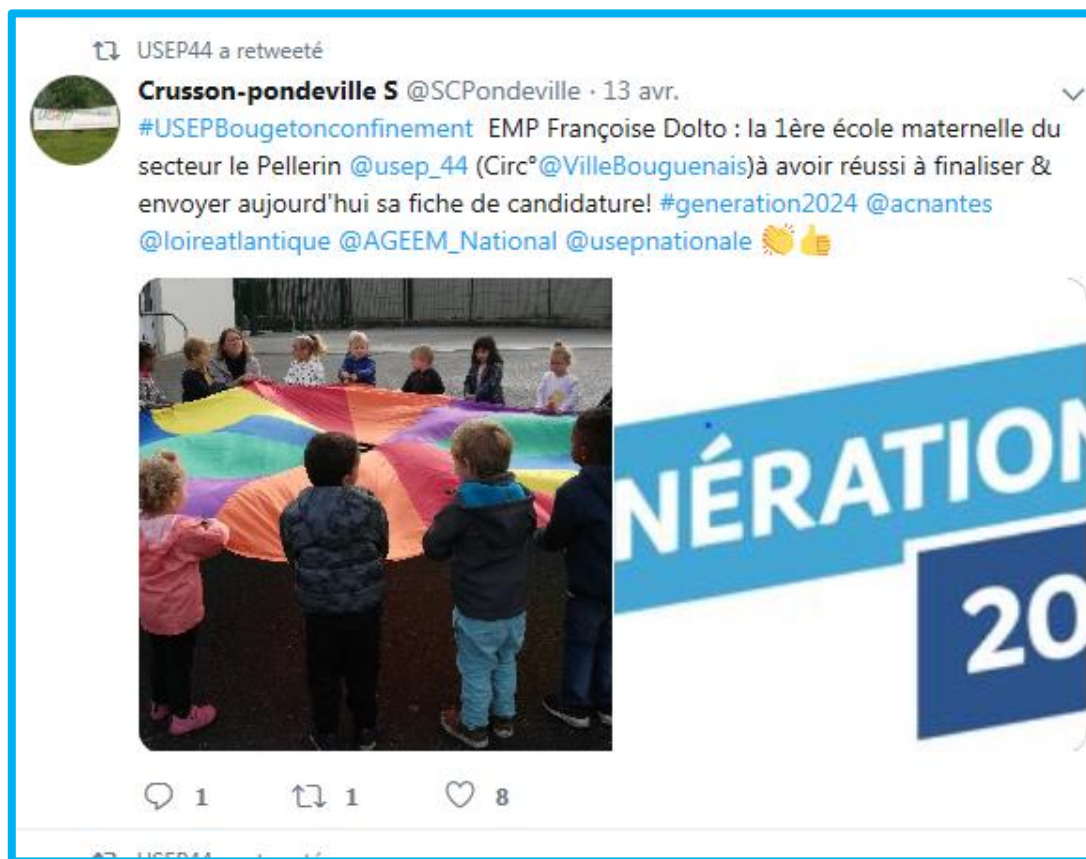 USEP44 a retweeté
Crusson-pondeville S @SCPondeville · 13 avr.
#USEPBougetonconfinement EMP Françoise Dolto : la 1ère école maternelle du
secteur le Pellerin @usep_44 (Circ°@VilleBouguenais)à avoir réussi à finaliser &
envoyer aujourd'hui sa fiche de candidature! #generation2024 @acnantes
@loireatlantique @AGEEM_National @usepnationale 👏👍
NÉRATION
20
1 1 8
USEP44 a retweeté